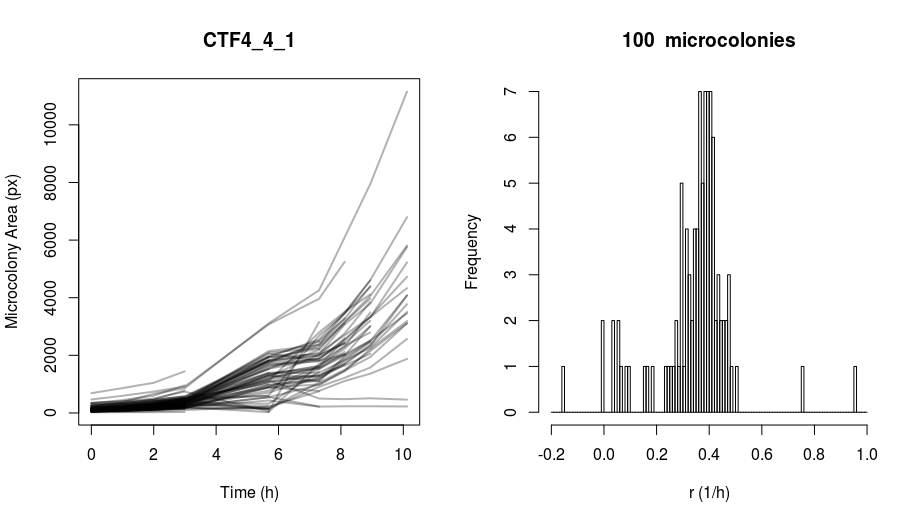 CTF4_4_1
Microcolony Area (px)
10000
8000
6000
4000
2000
0
0 2 4 6 8 10
Time (h)
100 microcolonies
Frequency
7
6
5
4
3
2
1
0
-0.2 0.0 0.2 0.4 0.6 0.8 1.0
r (1/h)